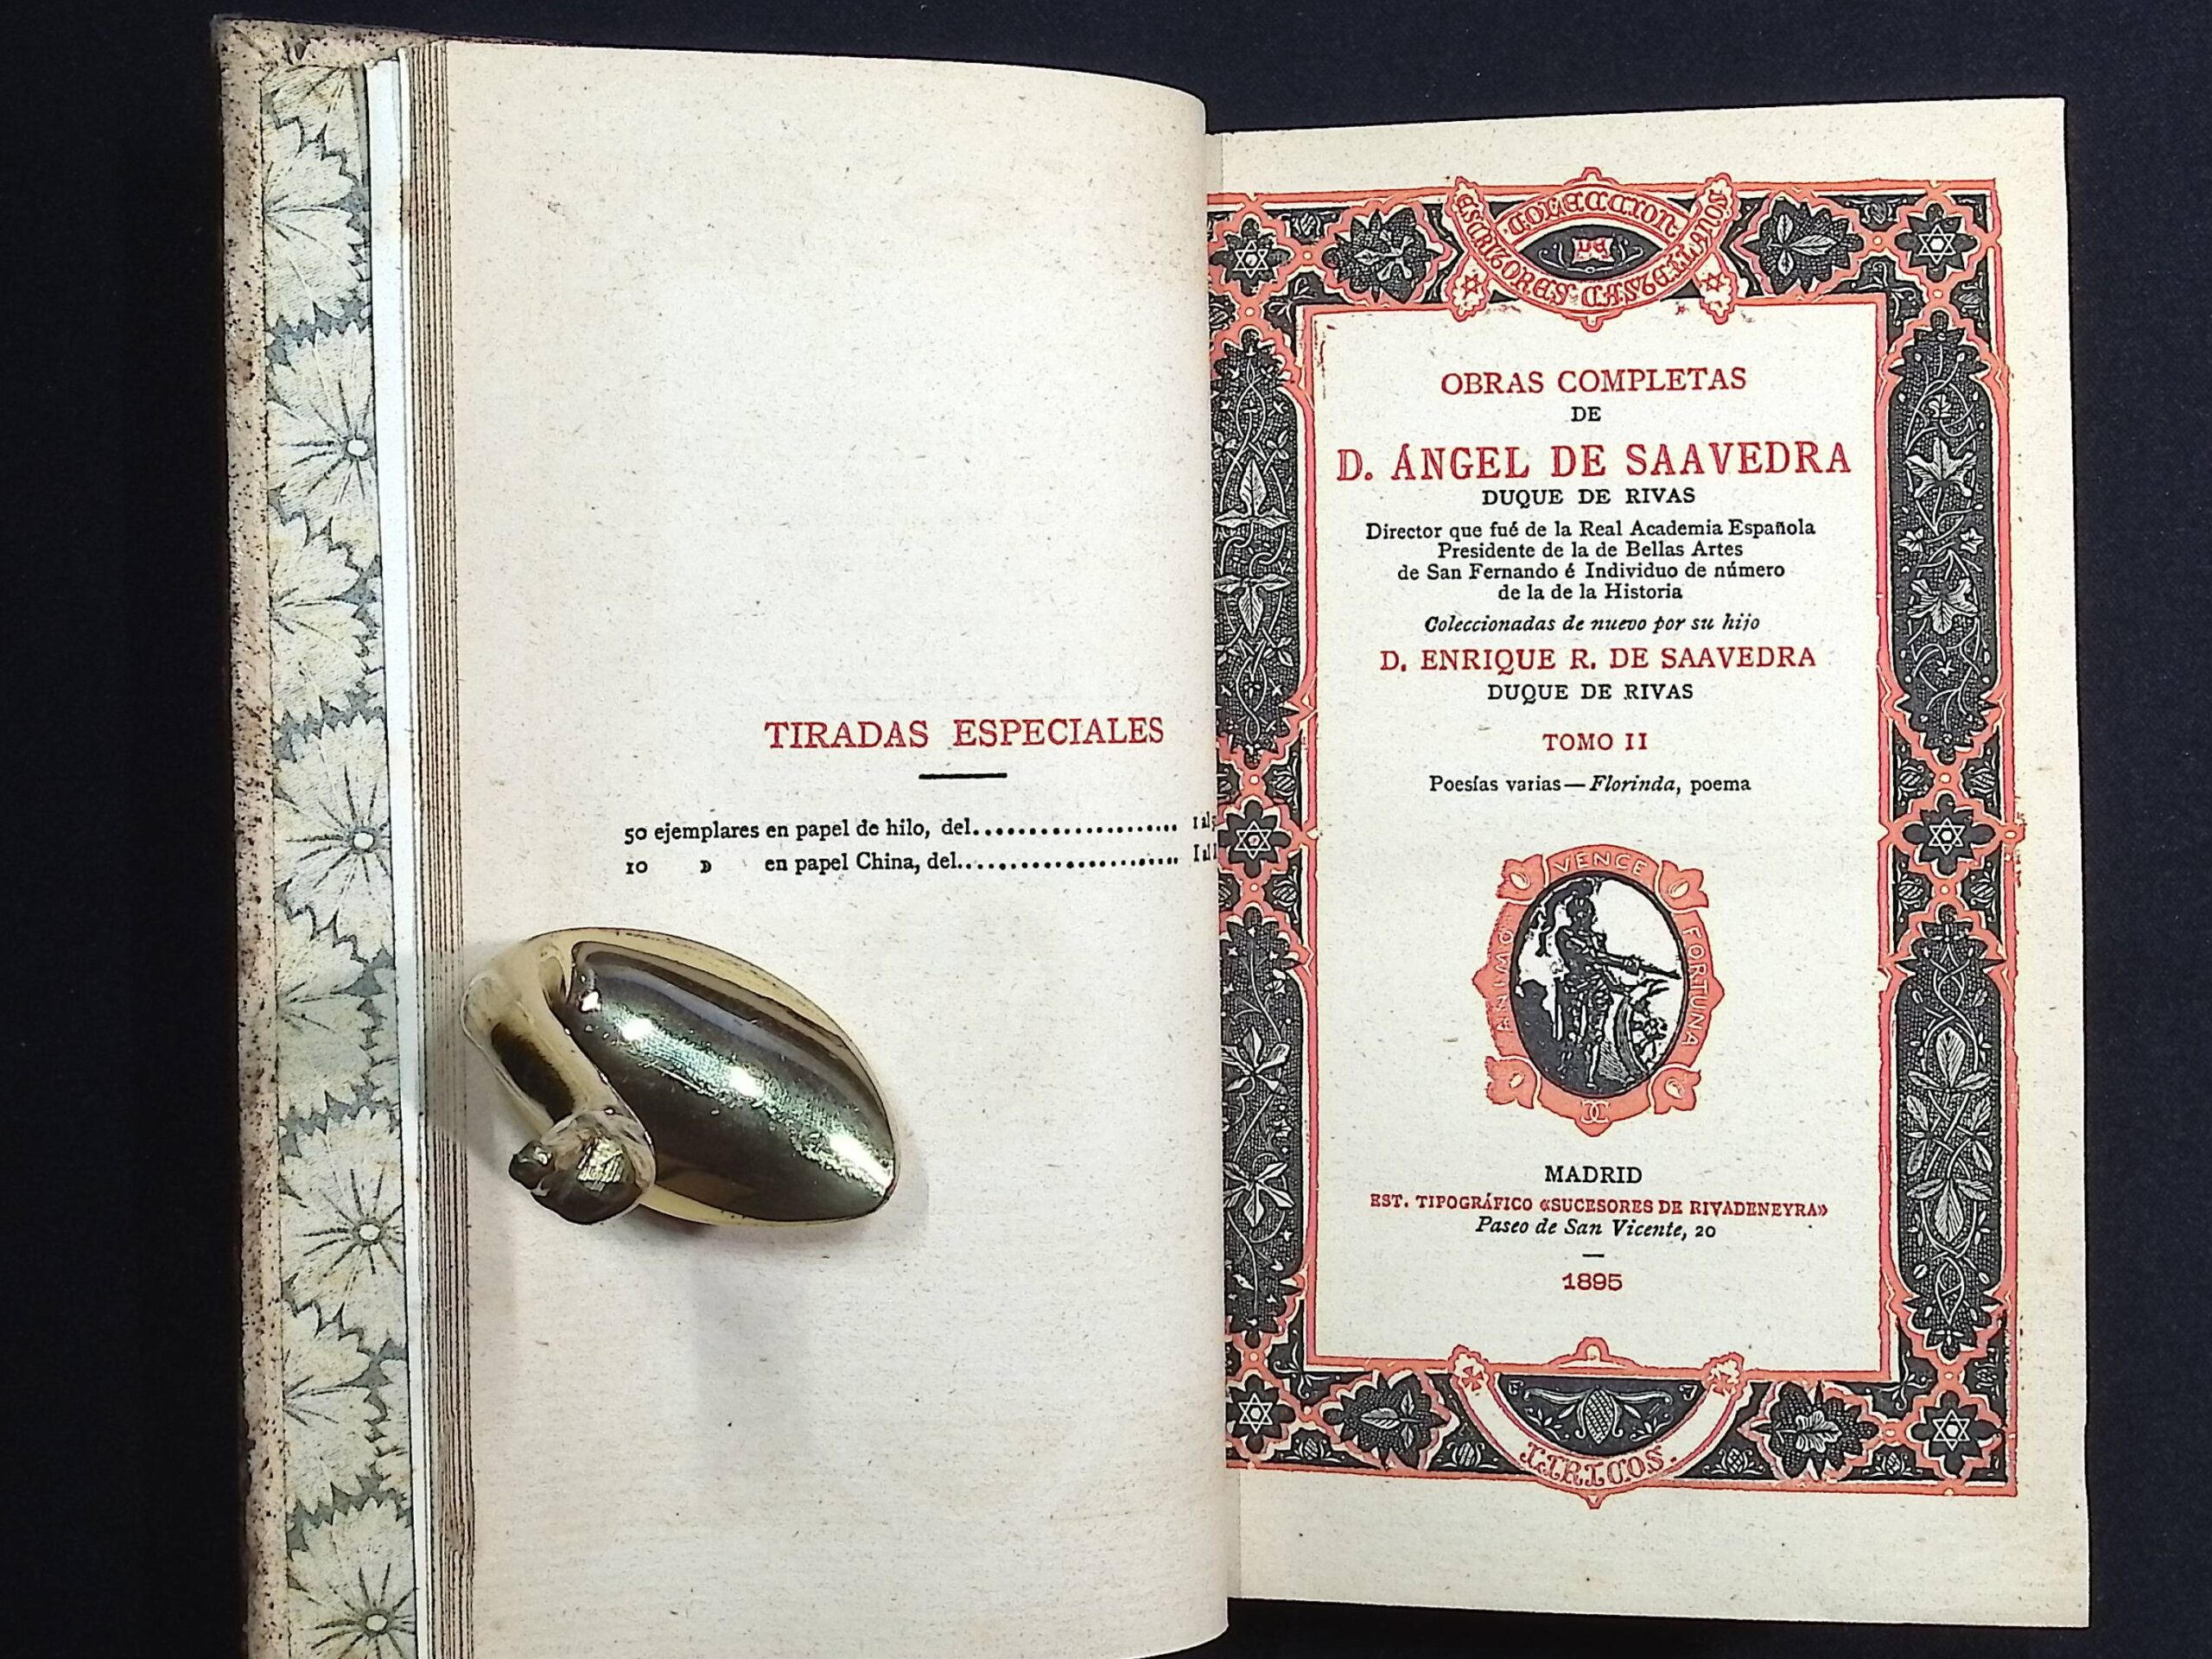 TIRADAS ESPECIALES
50 ejemplares en papel de hilo, del....................
10 » en papel China, del....................
COLECCION
DE
ESCRITORES CASTELLANOS
OBRAS COMPLETAS
DE
D. ÁNGEL DE SAAVEDRA
DUQUE DE RIVAS
Director que fué de la Real Academia Española
Presidente de la de Bellas Artes
de San Fernando é Individuo de número
de la de la Historia
Coleccionadas de nuevo por su hijo
D. ENRIQUE R. DE SAAVEDRA
DUQUE DE RIVAS
TOMO II
Poesías varias—Florinda, poema
ANIMO VENCE FORTUNA
MADRID
EST. TIPOGRÁFICO «SUCESORES DE RIVADENEYRA»
Paseo de San Vicente, 20
1895
LIRICOS.